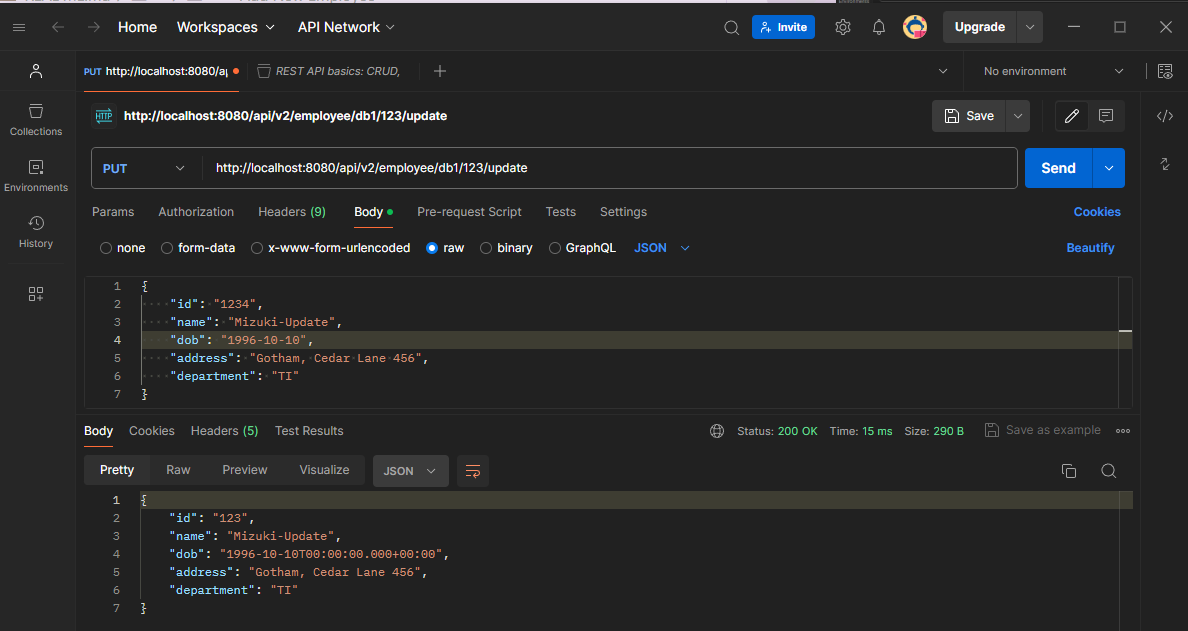 Home Workspaces API Network Invite Upgrade
PUT http://localhost:8080/ap REST API basics: CRUD, No environment
HTTP http://localhost:8080/api/v2/employee/db1/123/update Save
Collections
PUT http://localhost:8080/api/v2/employee/db1/123/update Send
Environments
Params Authorization Headers (9) Body Pre-request Script Tests Settings Cookies
History
none form-data x-www-form-urlencoded raw binary GraphQL JSON Beautify
1 {
2 ····"id": "1234",
3 ····"name": "Mizuki-Update",
4 ····"dob": "1996-10-10",
5 ····"address": "Gotham, Cedar Lane 456",
6 ····"department": "TI"
7 }
Body Cookies Headers (5) Test Results Status: 200 OK Time: 15 ms Size: 290 B Save as example
Pretty Raw Preview Visualize JSON
1 {
2 "id": "123",
3 "name": "Mizuki-Update",
4 "dob": "1996-10-10T00:00:00.000+00:00",
5 "address": "Gotham, Cedar Lane 456",
6 "department": "TI"
7 }